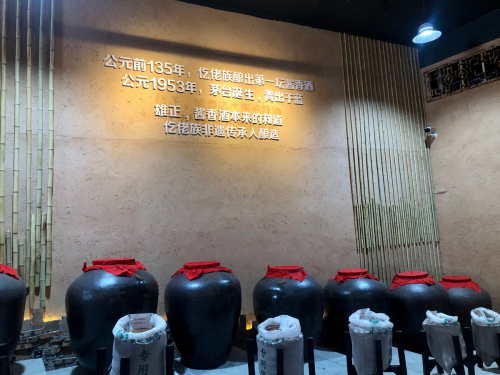 公元前135年，仡佬族酿出第一坛酱香酒
公元1953年，茅台诞生，青出于蓝
雄正，酱香酒本来的味道
仡佬族非遗传承人酿造
专用